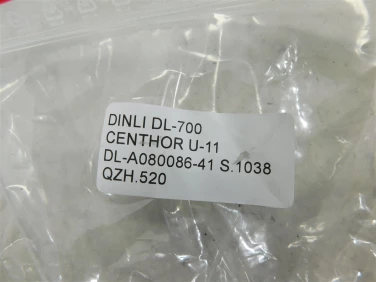 DINLI DL-700
CENTHOR U-11
DL-A080086-41 S.1038
QZH.520